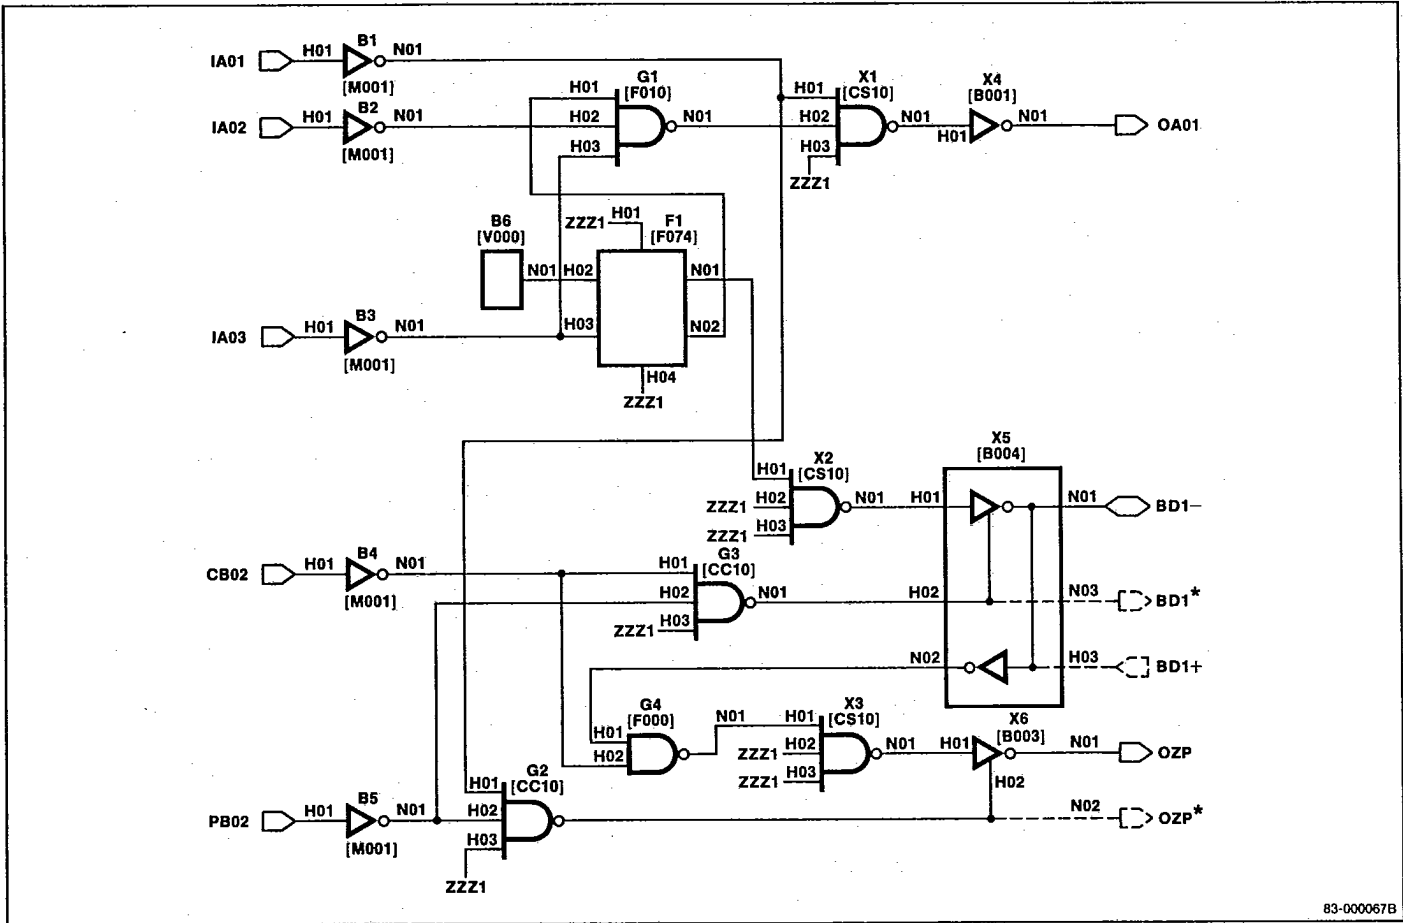 B1
IA01 H01 N01
[M001]
G1
[F010]
X1
[CS10]
X4
[B001]
H01
H01
B2
IA02 H01 N01
[M001]
H02 N01
H02 N01
H01 N01 OA01
H03
H03
ZZZ1
B6
[V000]
ZZZ1 H01
F1
[F074]
N01 H02 N01
B3
IA03 H01 N01
[M001]
H03 N02
H04
ZZZ1
X5
[B004]
X2
[CS10]
H01
ZZZ1 H02 N01
H01 N01 BD1−
ZZZ1 H03
B4
CB02 H01 N01
[M001]
G3
[CC10]
H01
H02 N01
H02 N03 BD1*
ZZZ1 H03
N02 H03 BD1+
G4
[F000]
N01
X3
[CS10]
X6
[B003]
H01
H02
H01
ZZZ1 H02 N01
H01 N01 OZP
ZZZ1 H03
H02
G2
[CC10]
H01
B5
PB02 H01 N01
[M001]
H02
N02 OZP*
H03
ZZZ1
83-000067B